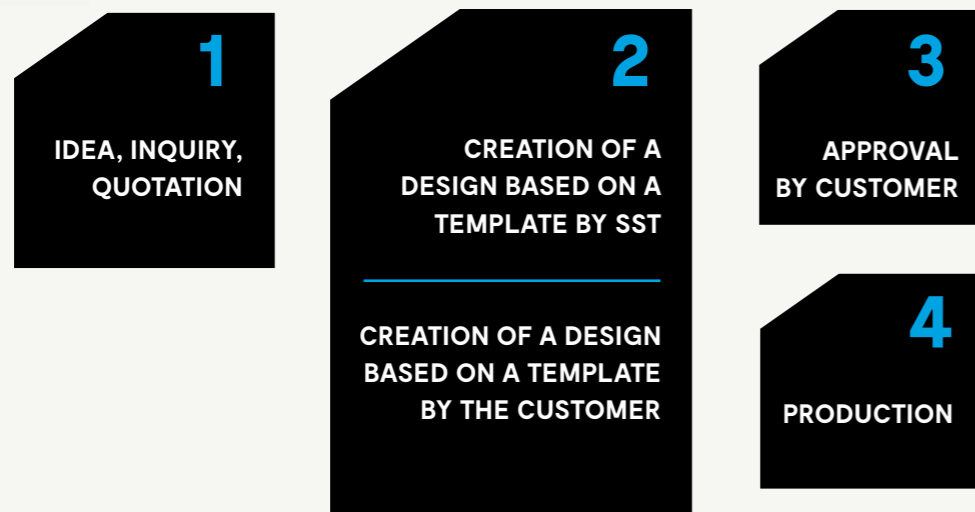 1
IDEA, INQUIRY,
QUOTATION
2
CREATION OF A
DESIGN BASED ON A
TEMPLATE BY SST
CREATION OF A DESIGN
BASED ON A TEMPLATE
BY THE CUSTOMER
3
APPROVAL
BY CUSTOMER
4
PRODUCTION